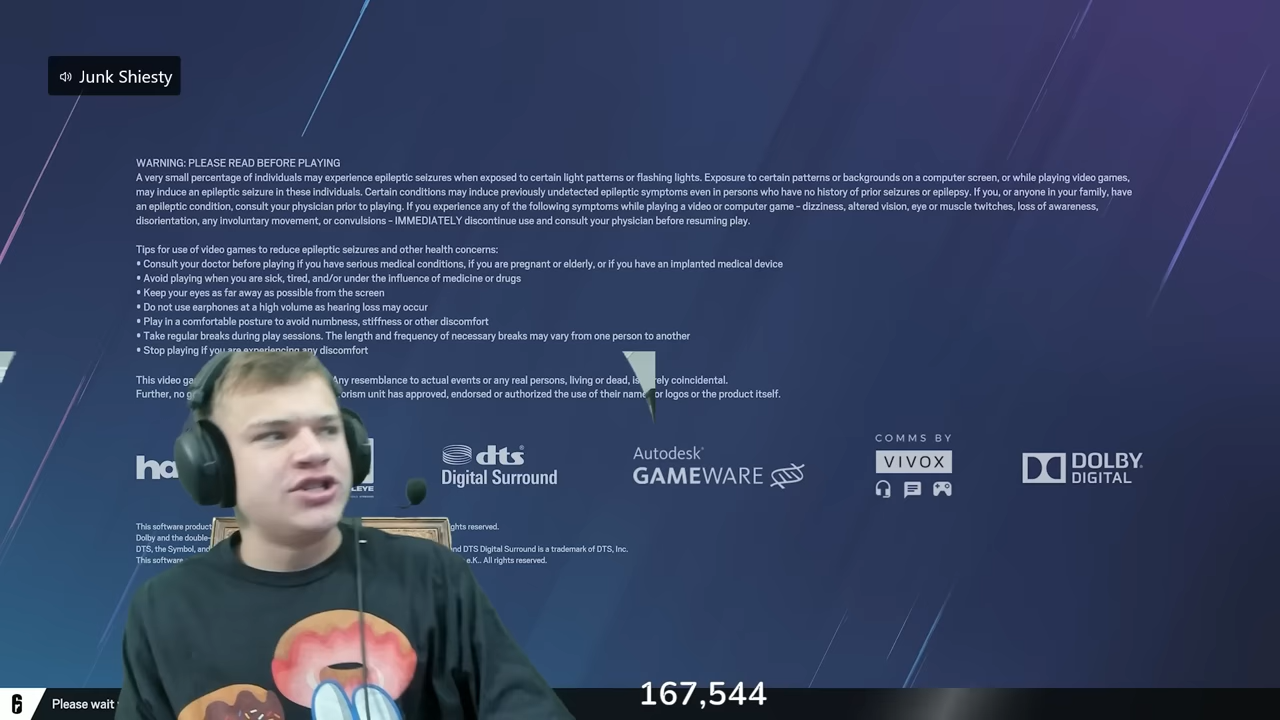 Junk Shiesty
WARNING: PLEASE READ BEFORE PLAYING
A very small percentage of individuals may experience epileptic seizures when exposed to certain light patterns or flashing lights. Exposure to certain patterns or backgrounds on a computer screen, or while playing video games,
may induce an epileptic seizure in these individuals. Certain conditions may induce previously undetected epileptic symptoms even in persons who have no history of prior seizures or epilepsy. If you, or anyone in your family, have
an epileptic condition, consult your physician prior to playing. If you experience any of the following symptoms while playing a video or computer game - dizziness, altered vision, eye or muscle twitches, loss of awareness,
disorientation, any involuntary movement, or convulsions - IMMEDIATELY discontinue use and consult your physician before resuming play.
Tips for use of video games to reduce epileptic seizures and other health concerns:
• Consult your doctor before playing if you have serious medical conditions, if you are pregnant or elderly, or if you have an implanted medical device
• Avoid playing when you are sick, tired, and/or under the influence of medicine or drugs
• Keep your eyes as far away as possible from the screen
• Do not use earphones at a high volume as hearing loss may occur
• Play in a comfortable posture to avoid numbness, stiffness or other discomfort
• Take regular breaks during play sessions. The length and frequency of necessary breaks may vary from one person to another
• Stop playing if you are experiencing any discomfort
This video Any resemblance to actual events or any real persons, living or dead, is coincidental.
Further, no unit has approved, endorsed or authorized the use of their name or logos or the product itself.
dts Digital Surround
Autodesk®
GAMEWARE
COMMS BY
VIVOX
DOLBY
DIGITAL
This software product reserved.
Dolby and the double-
DTS, the Symbol, and DTS Digital Surround is a trademark of DTS, Inc.
This software e.K.. All rights reserved.
Please wait
167,544